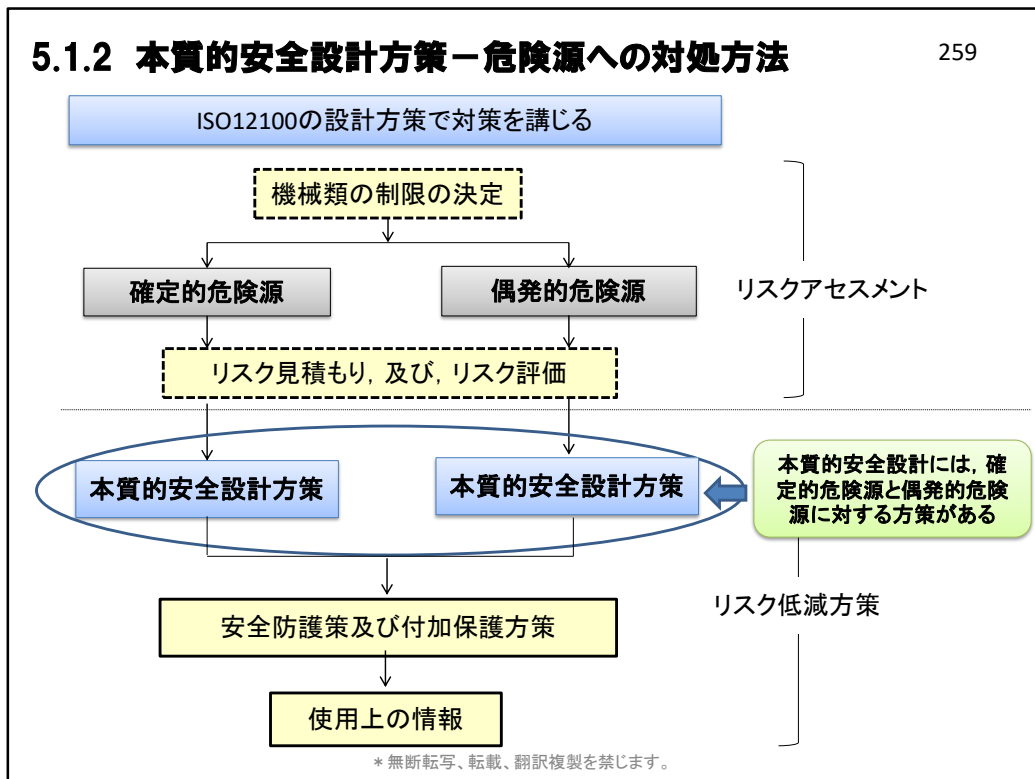 5.1.2 本質的安全設計方策－危険源への対処方法
259
ISO12100の設計方策で対策を講じる
機械類の制限の決定
確定的危険源
偶発的危険源
リスクアセスメント
リスク見積もり，及び，リスク評価
本質的安全設計方策
本質的安全設計方策
本質的安全設計には，確
定的危険源と偶発的危険
源に対する方策がある
リスク低減方策
安全防護策及び付加保護方策
使用上の情報
＊無断転写、転載、翻訳複製を禁じます。